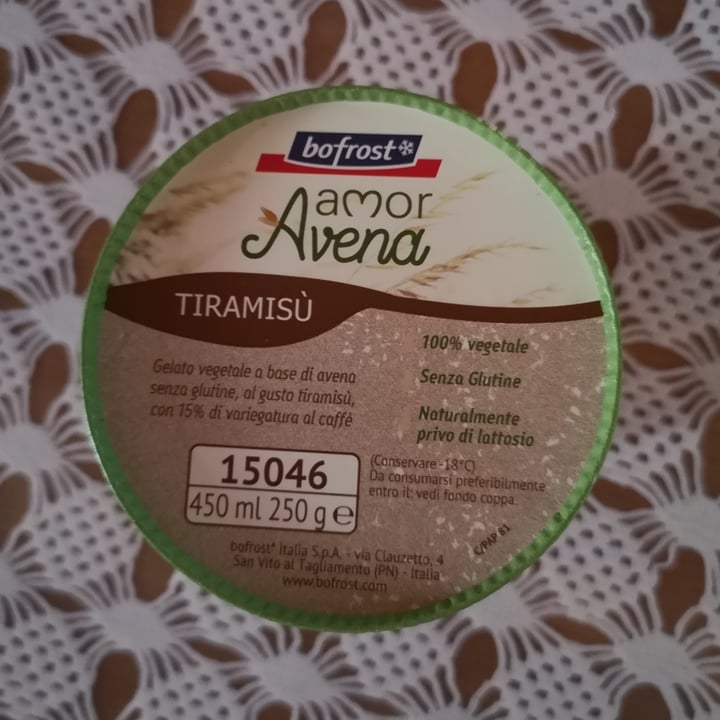 bofrost*
amor
Avena
TIRAMISÙ
Gelato vegetale a base di avena
senza glutine, al gusto tiramisù,
con 15% di variegatura al caffè
100% vegetale
Senza Glutine
Naturalmente
privo di lattosio
15046
450 ml 250 g e
(Conservare -18°C)
Da consumarsi preferibilmente
entro il: vedi fondo coppa.
C/PAP 81
bofrost* Italia S.p.A. - via Clauzetto, 4
San Vito al Tagliamento (PN) - Italia
www.bofrost.com